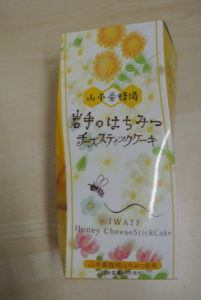 山本養蜂場
岩手のはちみつ
チーズスティックケーキ
IWATE
Honey CheeseStickCake
山本養蜂場はちみつ使用